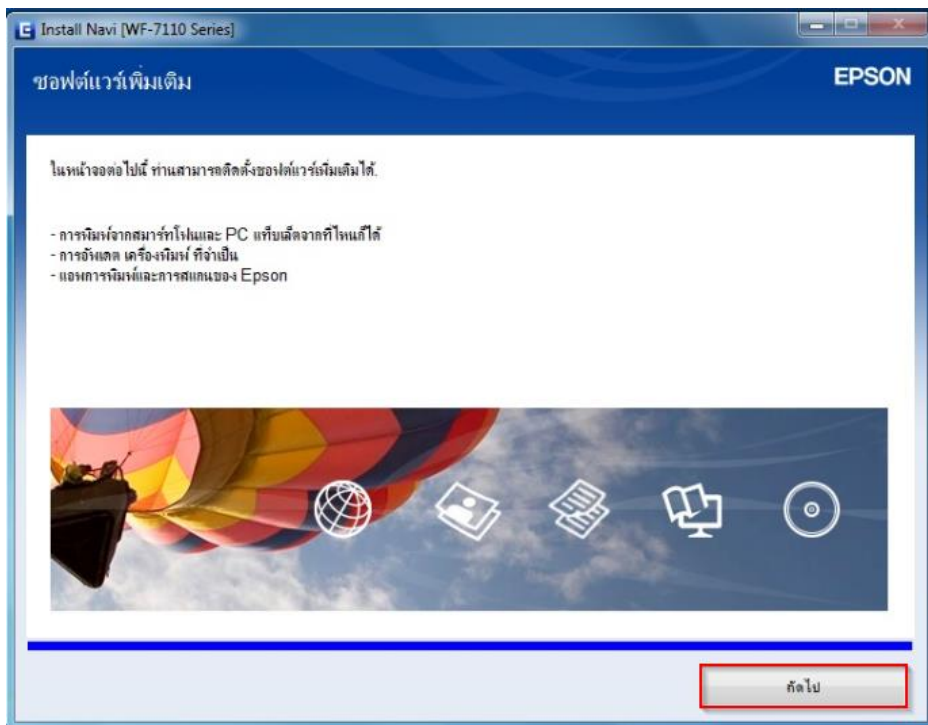 Install Navi [WF-7110 Series]
ซอฟต์แวร์เพิ่มเติม
EPSON
ในหน้าจอต่อไปนี้ ท่านสามารถติดตั้งซอฟต์แวร์เพิ่มเติมได้.
- การพิมพ์จากสมาร์ทโฟนและ PC แท็บเล็ตจากที่ไหนก็ได้
- การอัพเดต เครื่องพิมพ์ ที่จำเป็น
- แอพการพิมพ์และการสแกนของ Epson
ถัดไป